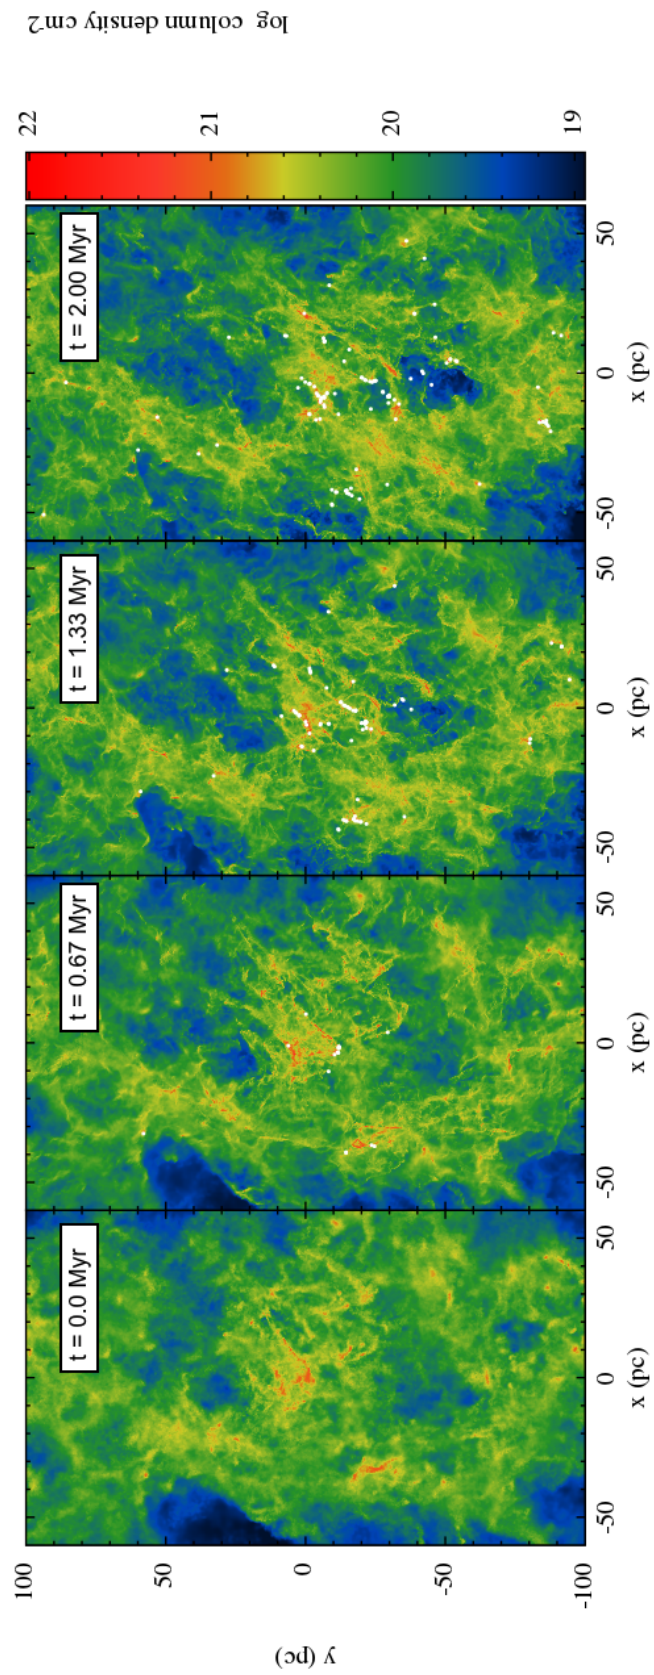 log column density cm²
22
21
20
19
t = 2.00 Myr
50
0
-50
x (pc)
t = 1.33 Myr
50
0
-50
x (pc)
t = 0.67 Myr
50
0
-50
x (pc)
t = 0.0 Myr
50
0
-50
x (pc)
100
50
0
-50
-100
y (pc)